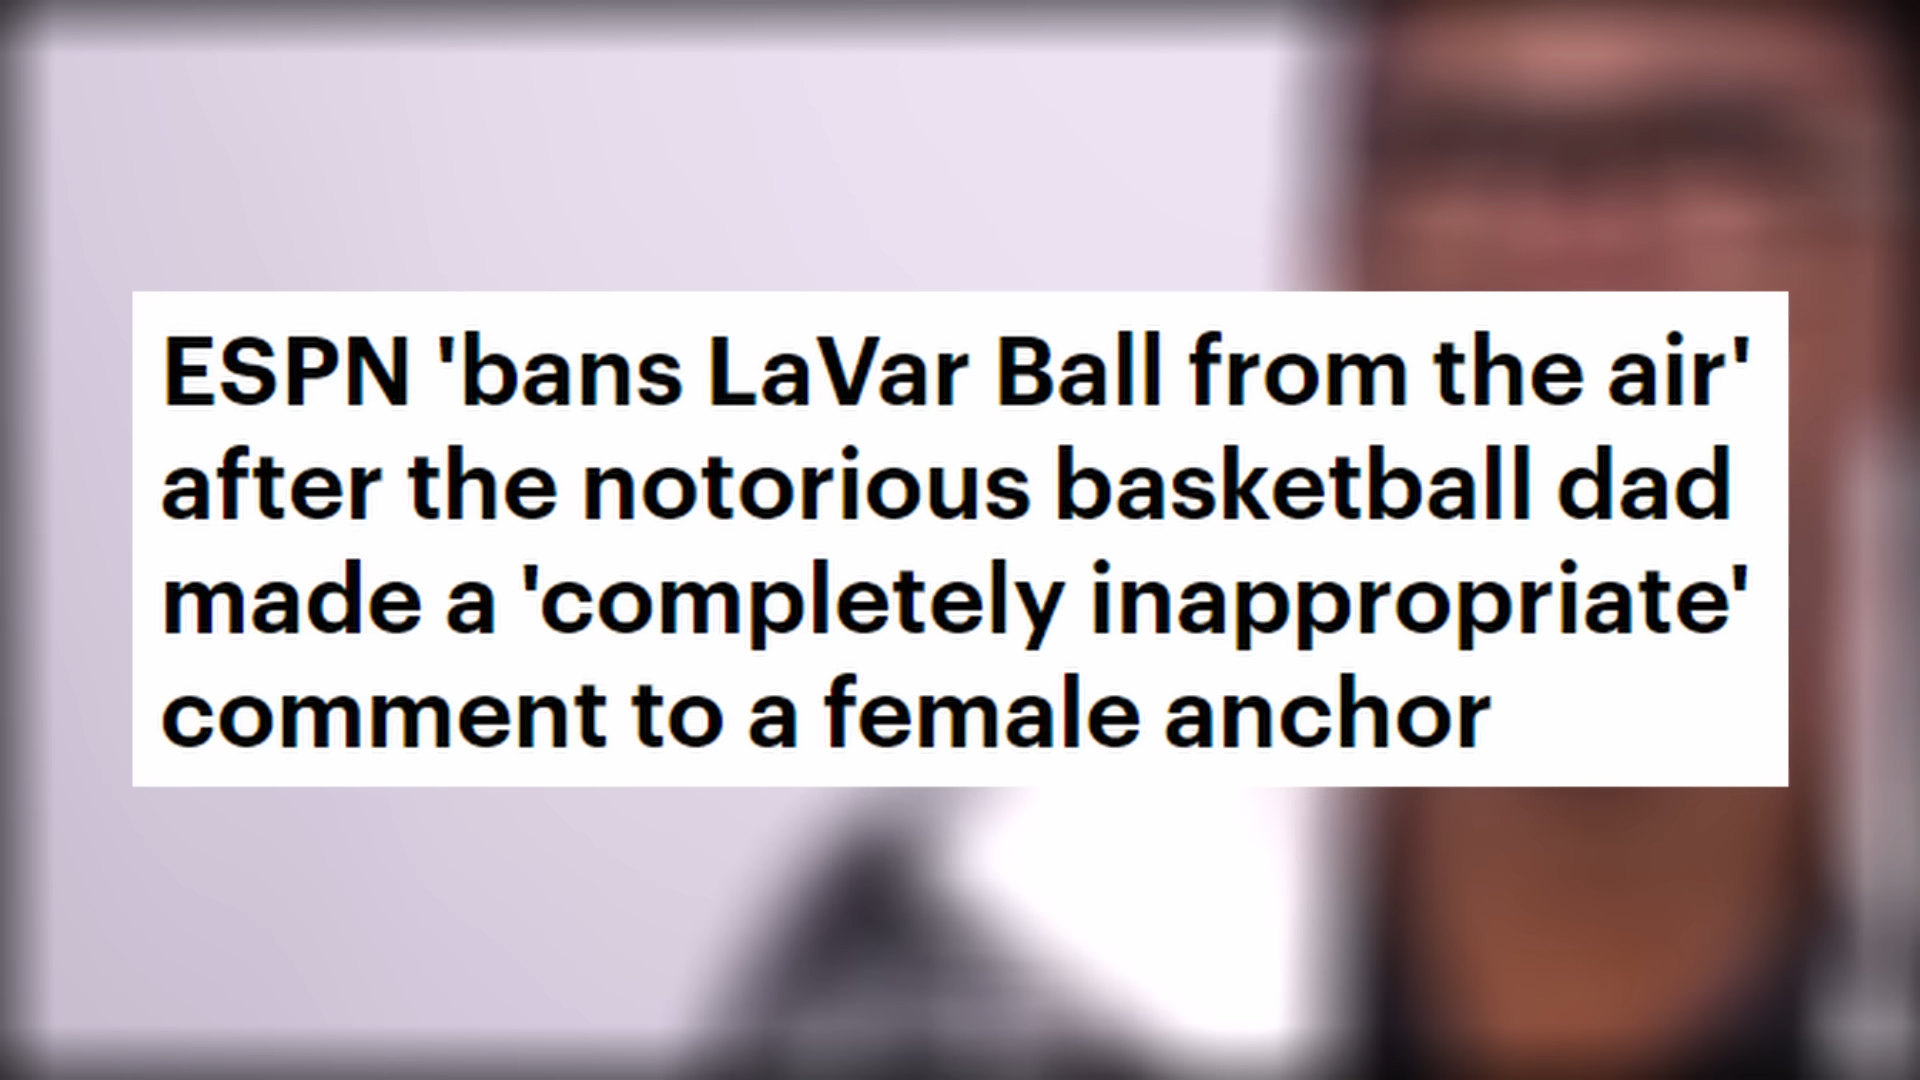 ESPN 'bans LaVar Ball from the air'
after the notorious basketball dad
made a 'completely inappropriate'
comment to a female anchor